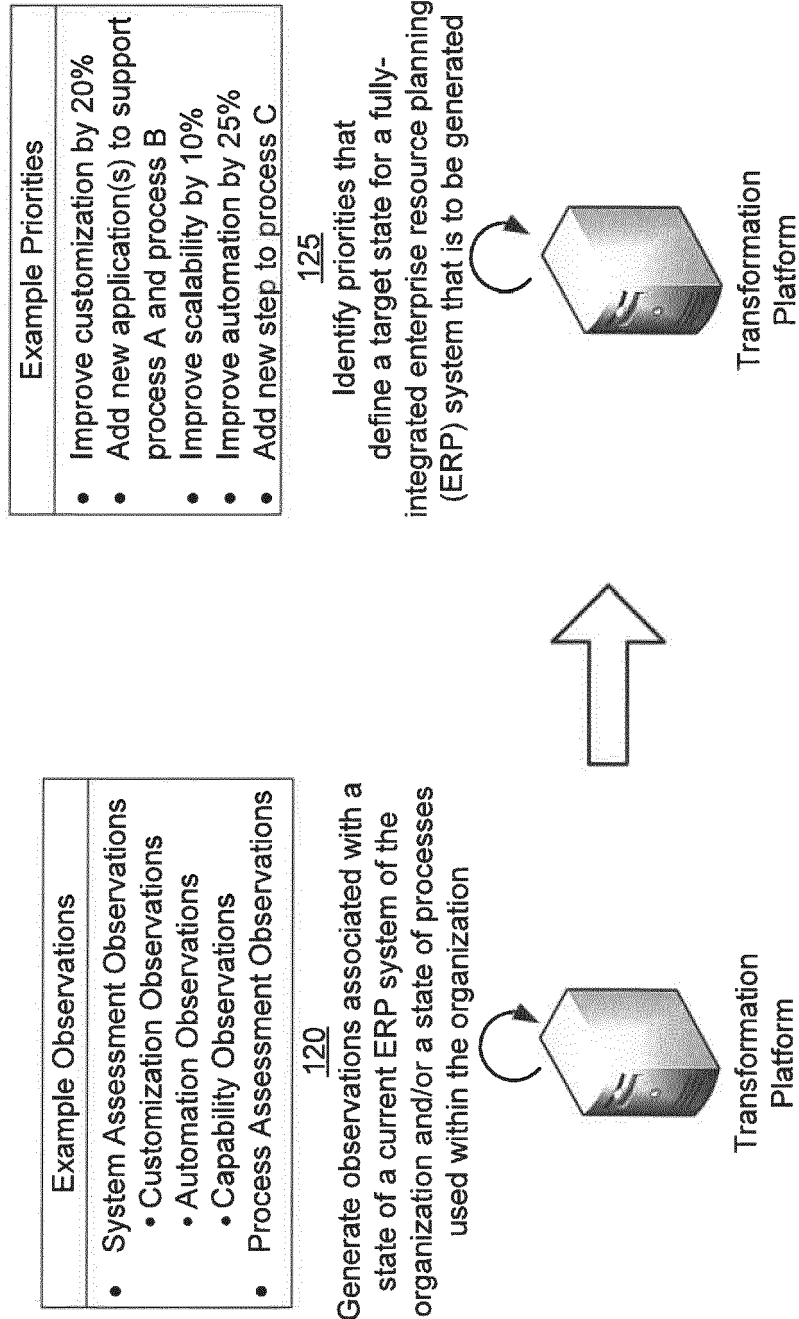 Example Observations
• System Assessment Observations
• Customization Observations
• Automation Observations
• Capability Observations
• Process Assessment Observations
120
Generate observations associated with a
state of a current ERP system of the
organization and/or a state of processes
used within the organization
Transformation
Platform
Example Priorities
• Improve customization by 20%
• Add new application(s) to support
process A and process B
• Improve scalability by 10%
• Improve automation by 25%
• Add new step to process C
125
Identify priorities that
define a target state for a fully-
integrated enterprise resource planning
(ERP) system that is to be generated
Transformation
Platform